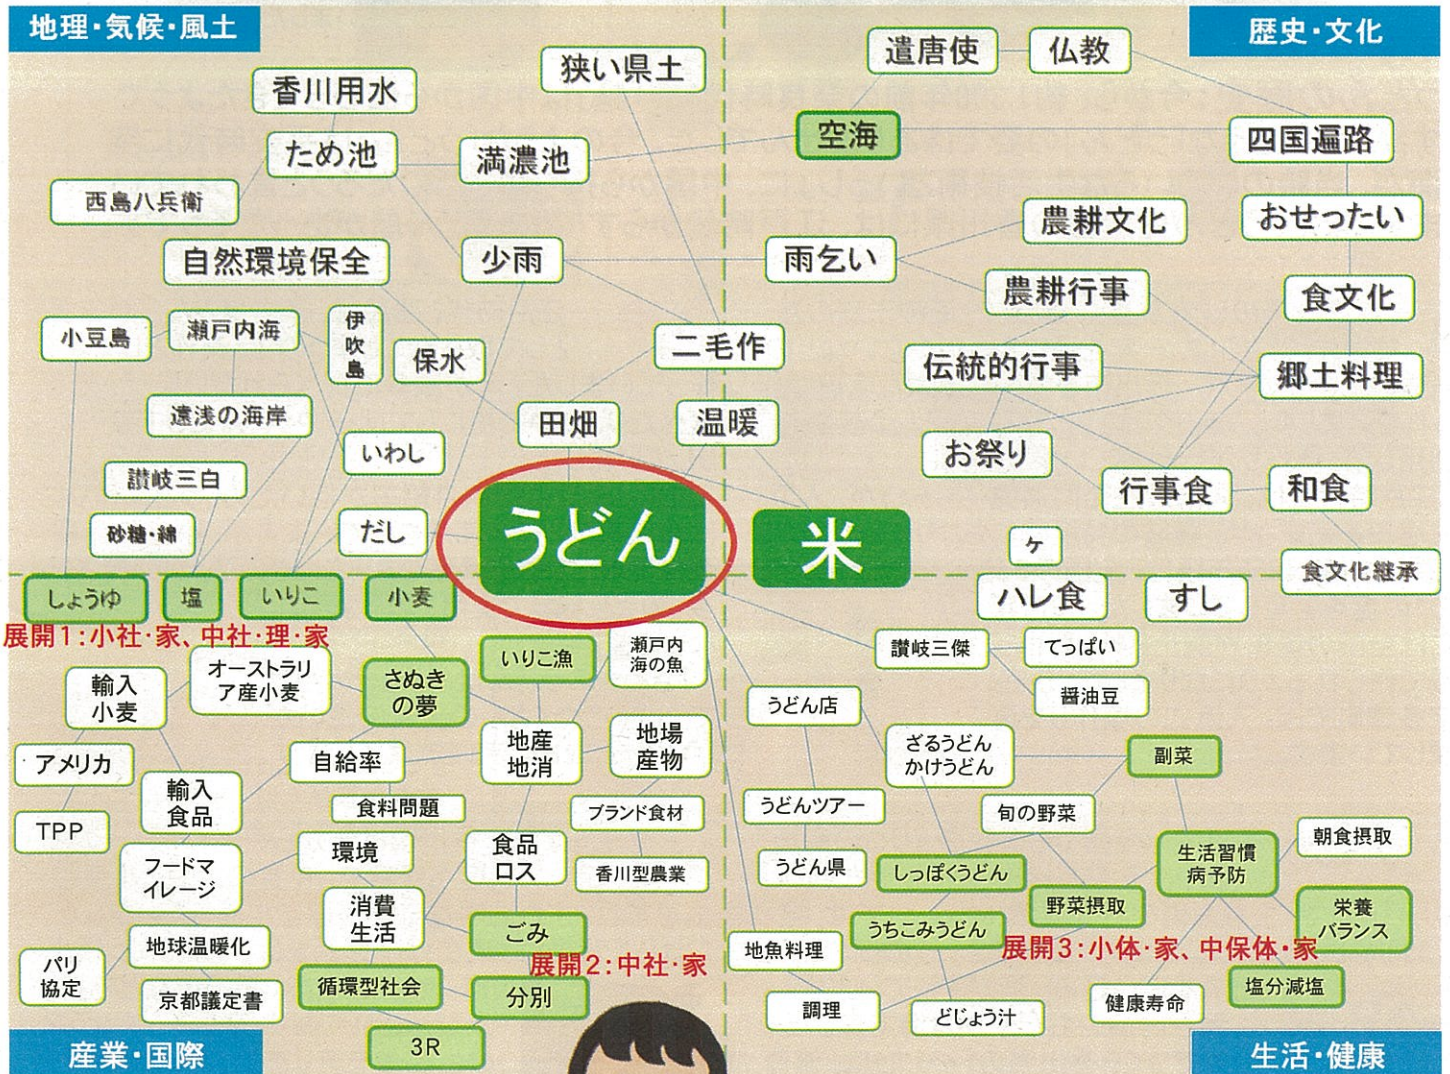 地理・気候・風土
狭い県土
香川用水
ため池
満濃池
西島八兵衛
自然環境保全
少雨
小豆島
瀬戸内海
伊
吹
島
保水
二毛作
遠浅の海岸
田畑
温暖
いわし
讃岐三白
砂糖・綿
だし
うどん
しょうゆ
塩
いりこ
小麦
歴史・文化
遣唐使
仏教
空海
四国遍路
農耕文化
おせったい
雨乞い
農耕行事
食文化
伝統的行事
郷土料理
お祭り
行事食
和食
米
ケ
ハレ食
すし
食文化継承
展開1：小社・家、中社・理・家
いりこ漁
瀬戸内
海の魚
輸入
小麦
オーストラリ
ア産小麦
さぬき
の夢
アメリカ
自給率
地産
地消
地場
産物
輸入
食品
食料問題
ブランド食材
TPP
フードマ
イレージ
環境
食品
ロス
香川型農業
消費
生活
ごみ
展開2：中社・家
地球温暖化
パリ
協定
循環型社会
分別
京都議定書
3R
産業・国際
讃岐三傑
てっぱい
醤油豆
うどん店
ざるうどん
かけうどん
副菜
うどんツアー
旬の野菜
朝食摂取
うどん県
しっぽくうどん
生活習慣
病予防
野菜摂取
栄養
バランス
うちこみうどん
地魚料理
展開3：小体・家、中保体・家
塩分減塩
調理
どじょう汁
健康寿命
生活・健康